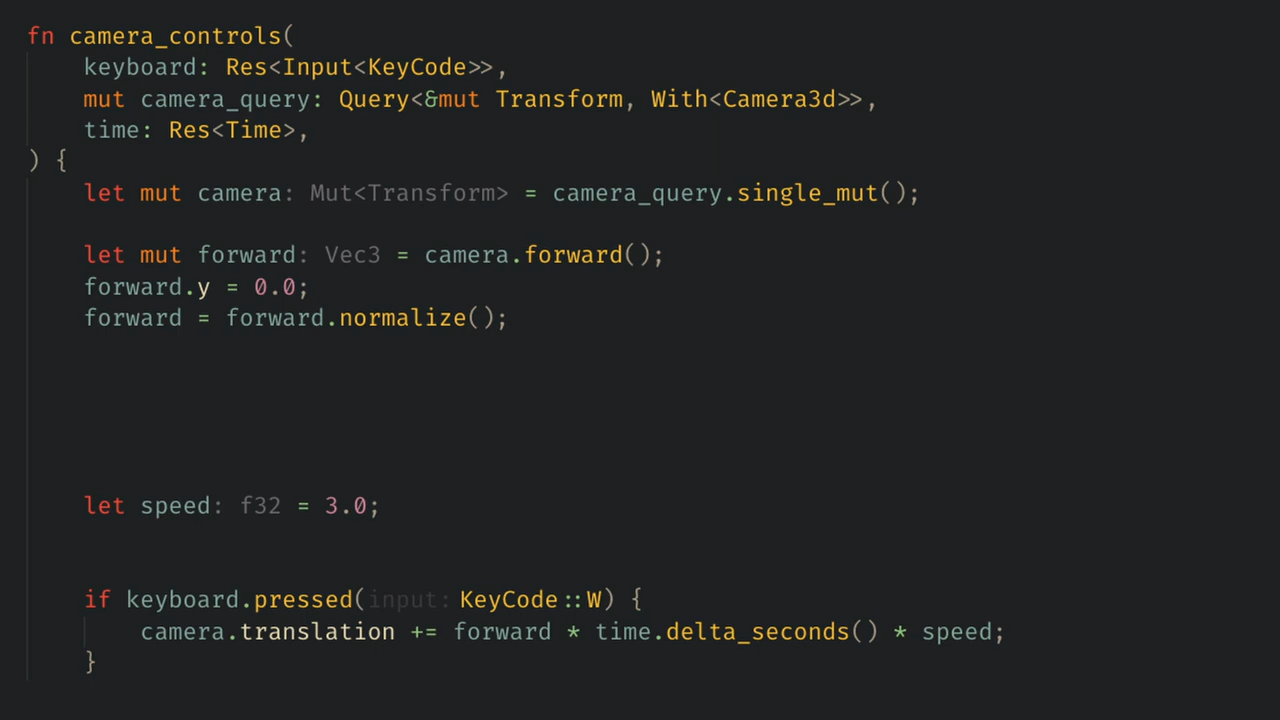 fn camera_controls(
    keyboard: Res<Input<KeyCode>>,
    mut camera_query: Query<&mut Transform, With<Camera3d>>,
    time: Res<Time>,
) {
    let mut camera: Mut<Transform> = camera_query.single_mut();
    let mut forward: Vec3 = camera.forward();
    forward.y = 0.0;
    forward = forward.normalize();
    let speed: f32 = 3.0;
    if keyboard.pressed(input: KeyCode::W) {
        camera.translation += forward * time.delta_seconds() * speed;
    }